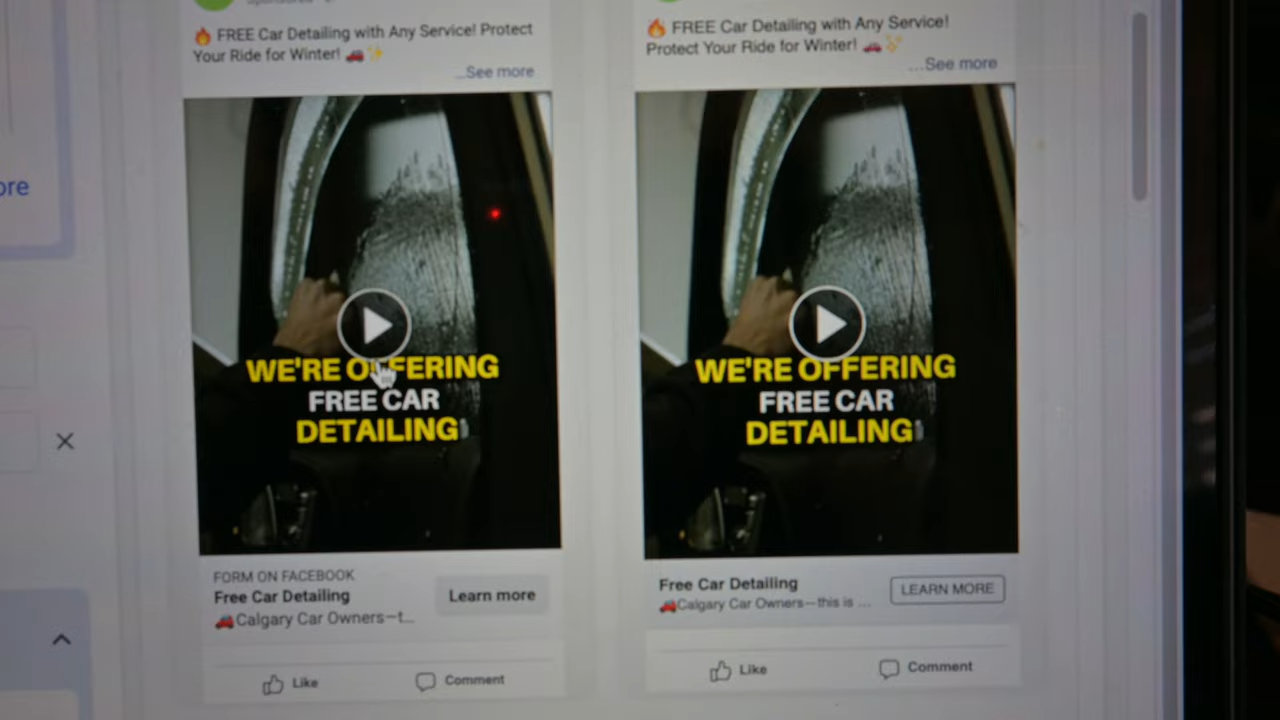 🔥 FREE Car Detailing with Any Service! Protect
Your Ride for Winter! 🚗✨
...See more
WE'RE OFFERING
FREE CAR
DETAILING
FORM ON FACEBOOK
Free Car Detailing
🚗Calgary Car Owners—t...
Learn more
Like
Comment
🔥 FREE Car Detailing with Any Service!
Protect Your Ride for Winter! 🚗✨
...See more
WE'RE OFFERING
FREE CAR
DETAILING
Free Car Detailing
🚗Calgary Car Owners—this is ...
LEARN MORE
Like
Comment
ore